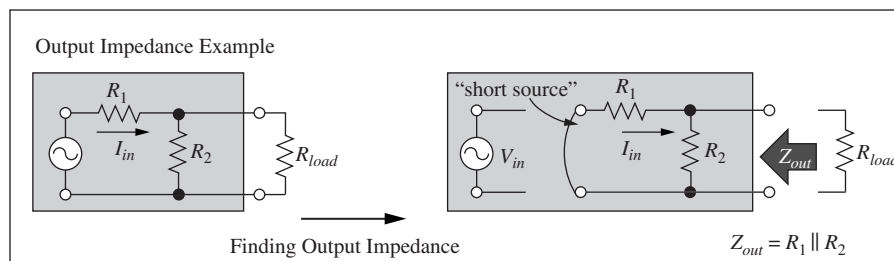 Output Impedance Example
R1
Iin
R2
Rload
Finding Output Impedance
"short source"
Vin
R1
Iin
R2
Zout
Rload
Zout = R1 || R2